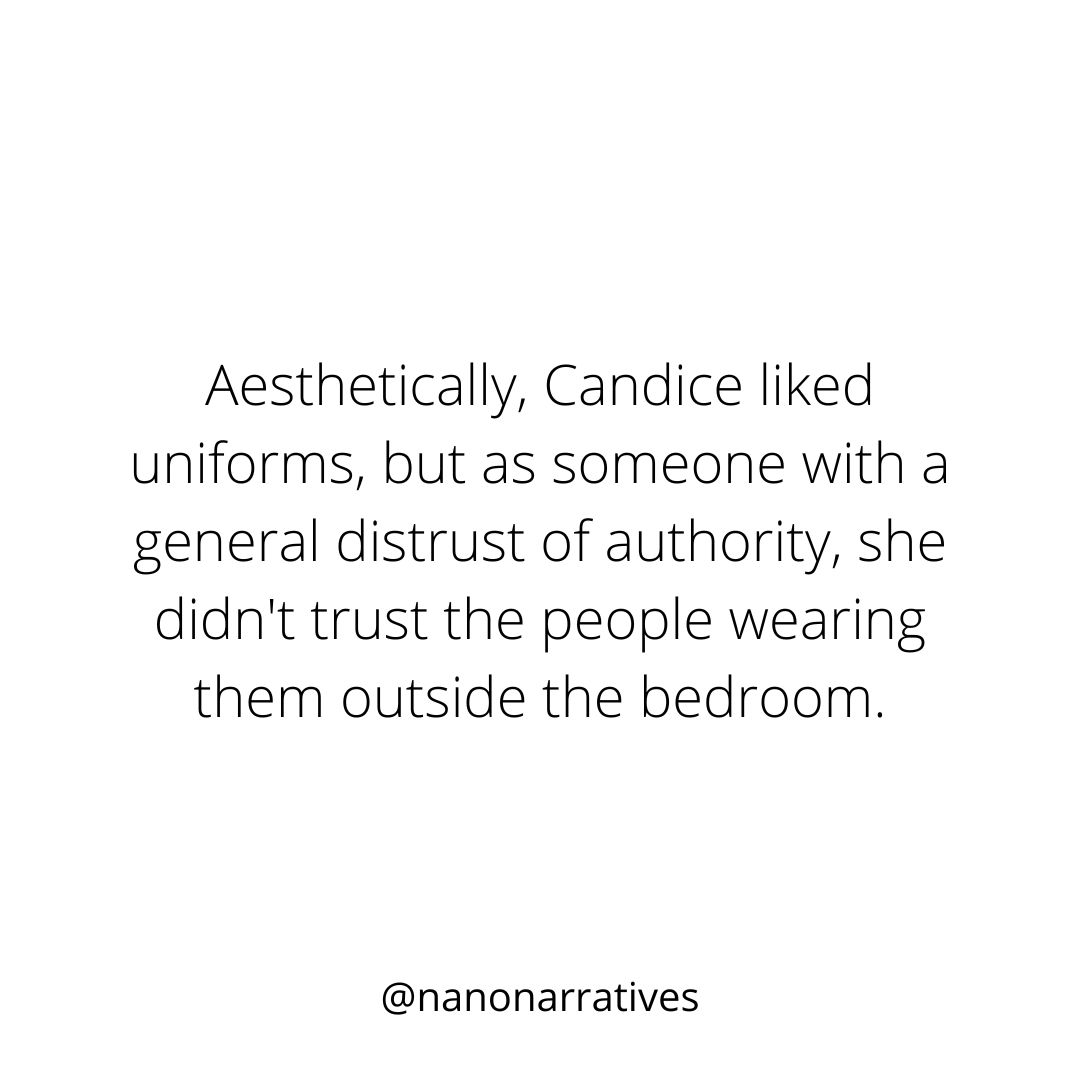 Aesthetically, Candice liked
uniforms, but as someone with a
general distrust of authority, she
didn't trust the people wearing
them outside the bedroom.
@nanonarratives